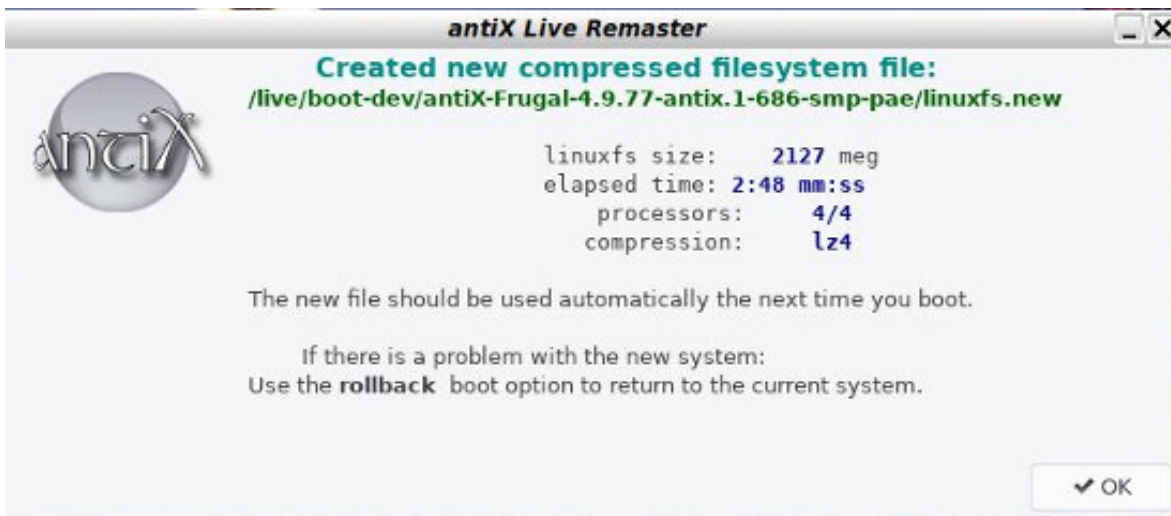 antiX Live Remaster
Created new compressed filesystem file:
/live/boot-dev/antiX-Frugal-4.9.77-antix.1-686-smp-pae/linuxfs.new
antiX
linuxfs size: 2127 meg
elapsed time: 2:48 mm:ss
processors: 4/4
compression: lz4
The new file should be used automatically the next time you boot.
If there is a problem with the new system:
Use the rollback boot option to return to the current system.
OK